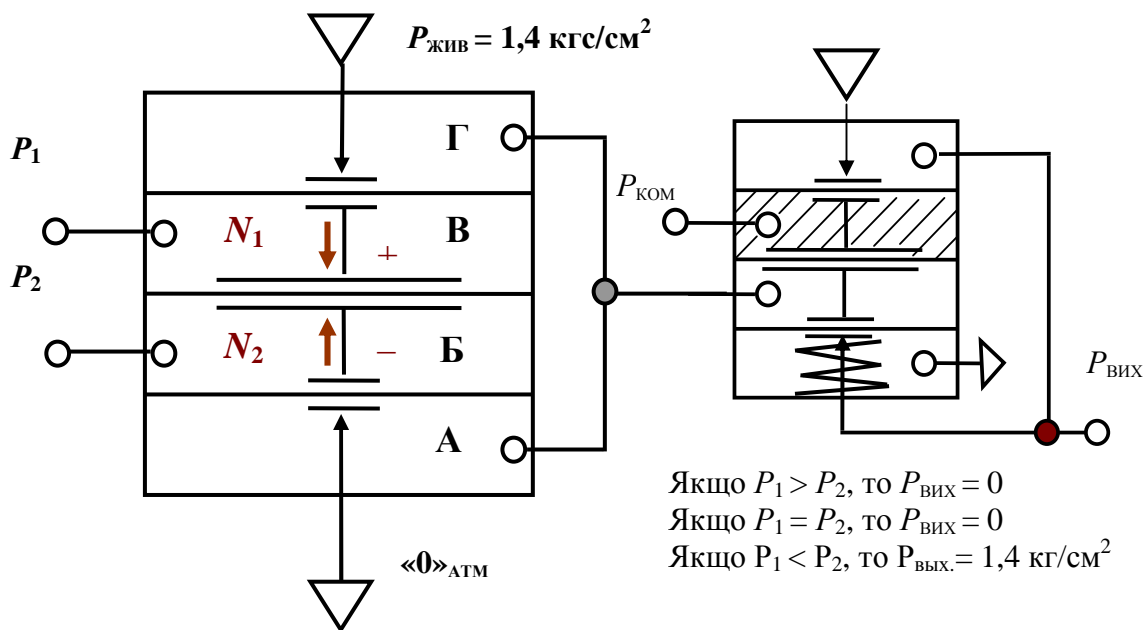 Pжив = 1,4 кгс/см²
P₁
Г
PКОМ
N₁
+
В
P₂
N₂
–
Б
PВИХ
А
Якщо P₁ > P₂, то PВИХ = 0
Якщо P₁ = P₂, то PВИХ = 0
Якщо P₁ < P₂, то Pвых.= 1,4 кг/см²
«0»АТМ